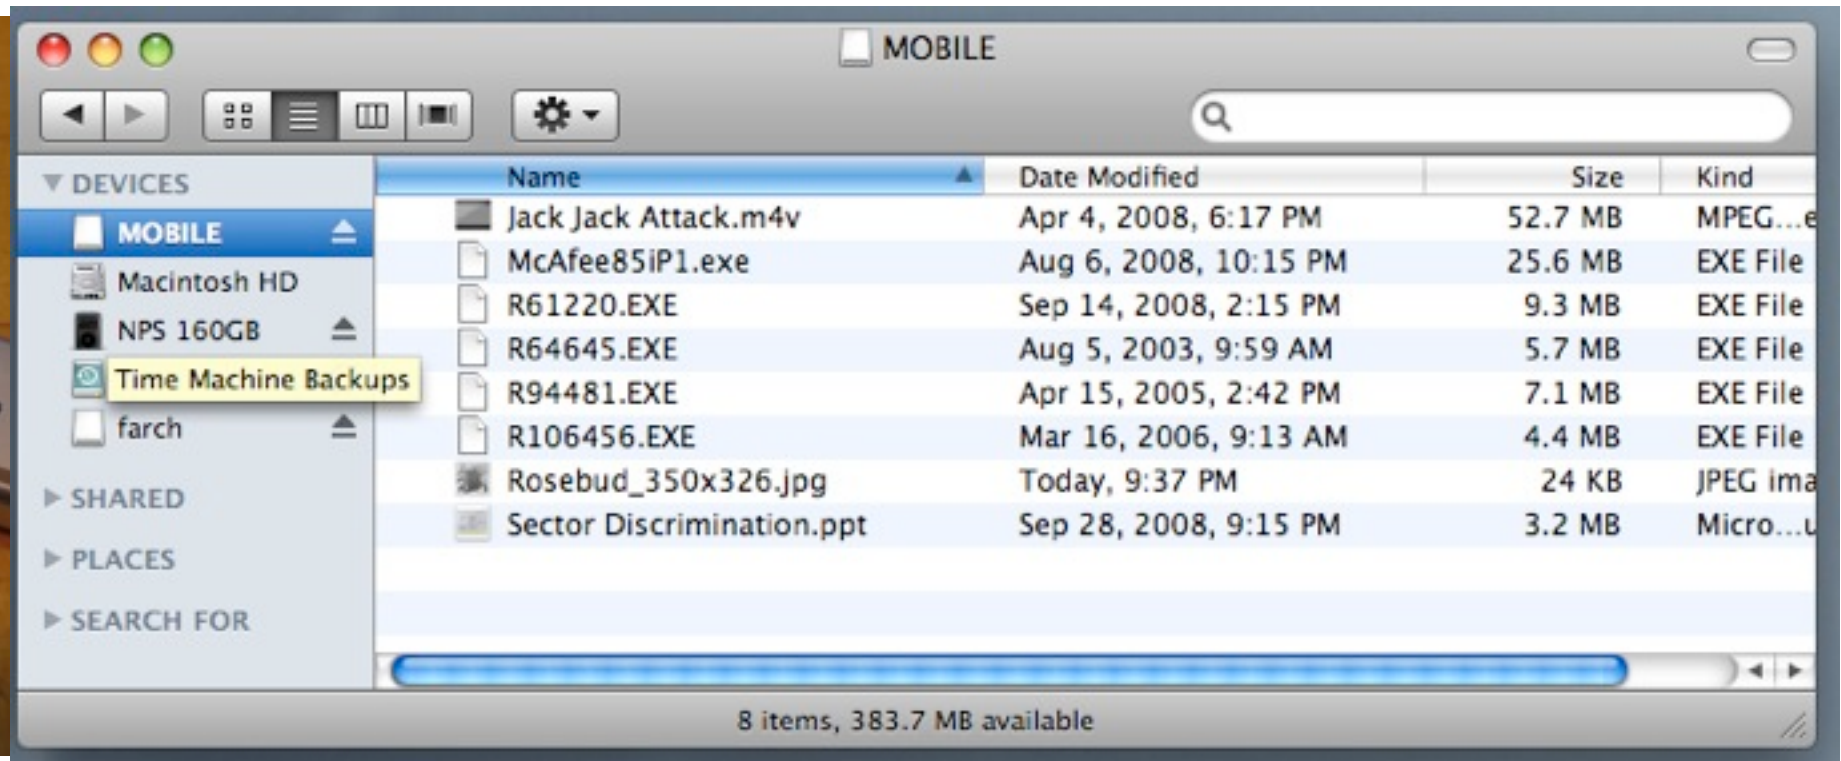 MOBILE
DEVICES
MOBILE
Macintosh HD
NPS 160GB
Time Machine Backups
farch
SHARED
PLACES
SEARCH FOR
Name Date Modified Size Kind
Jack Jack Attack.m4v Apr 4, 2008, 6:17 PM 52.7 MB MPEG...e
McAfee85iP1.exe Aug 6, 2008, 10:15 PM 25.6 MB EXE File
R61220.EXE Sep 14, 2008, 2:15 PM 9.3 MB EXE File
R64645.EXE Aug 5, 2003, 9:59 AM 5.7 MB EXE File
R94481.EXE Apr 15, 2005, 2:42 PM 7.1 MB EXE File
R106456.EXE Mar 16, 2006, 9:13 AM 4.4 MB EXE File
Rosebud_350x326.jpg Today, 9:37 PM 24 KB JPEG ima
Sector Discrimination.ppt Sep 28, 2008, 9:15 PM 3.2 MB Micro...u
8 items, 383.7 MB available